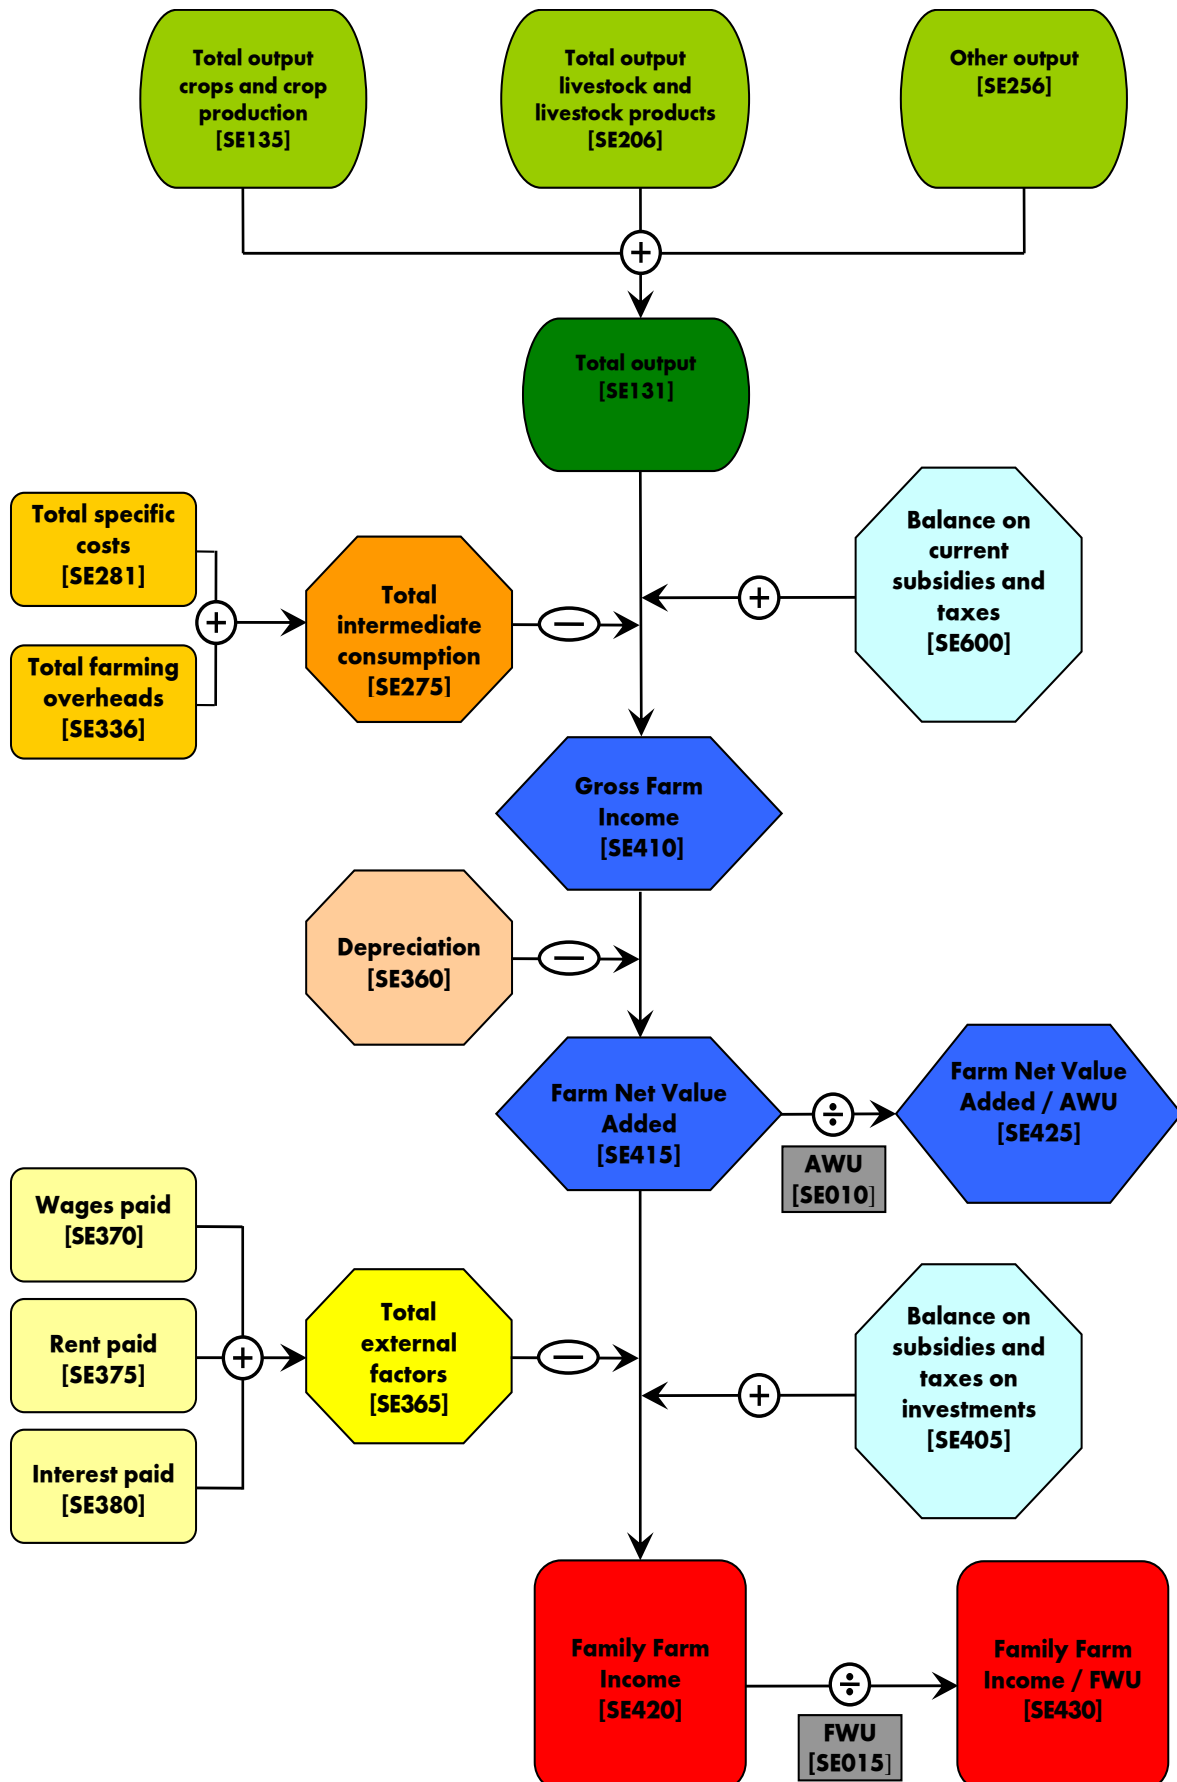 Total output
crops and crop
production
[SE135]
Total output
livestock and
livestock products
[SE206]
Other output
[SE256]
+
Total output
[SE131]
Total specific
costs
[SE281]
Total farming
overheads
[SE336]
+
Total
intermediate
consumption
[SE275]
—
+
Balance on
current
subsidies and
taxes
[SE600]
Gross Farm
Income
[SE410]
Depreciation
[SE360]
—
Farm Net Value
Added
[SE415]
÷
AWU
[SE010]
Farm Net Value
Added / AWU
[SE425]
Wages paid
[SE370]
Rent paid
[SE375]
Interest paid
[SE380]
+
Total
external
factors
[SE365]
—
+
Balance on
subsidies and
taxes on
investments
[SE405]
Family Farm
Income
[SE420]
÷
FWU
[SE015]
Family Farm
Income / FWU
[SE430]